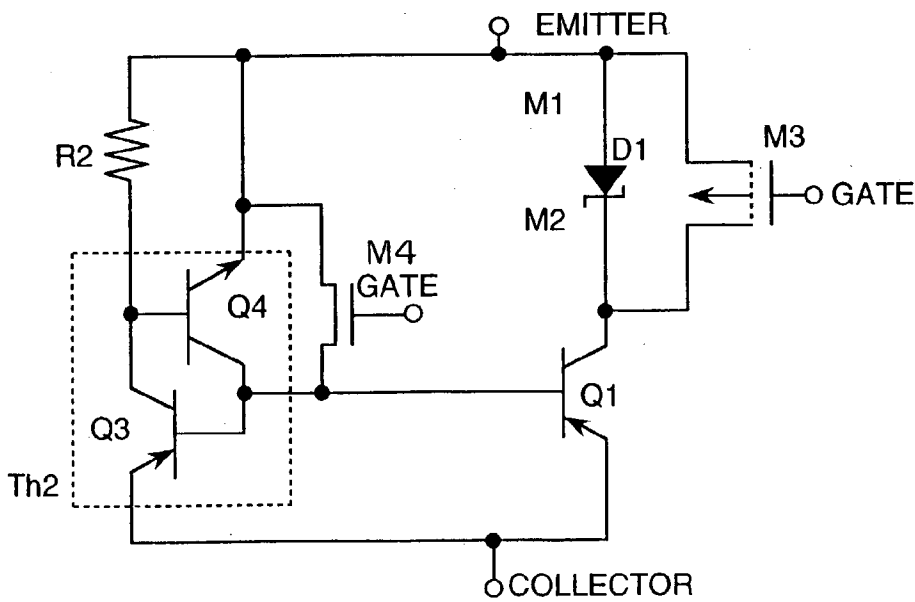 EMITTER
M1
R2
D1
M3
M2
GATE
M4
GATE
Q4
Q3
Q1
Th2
COLLECTOR